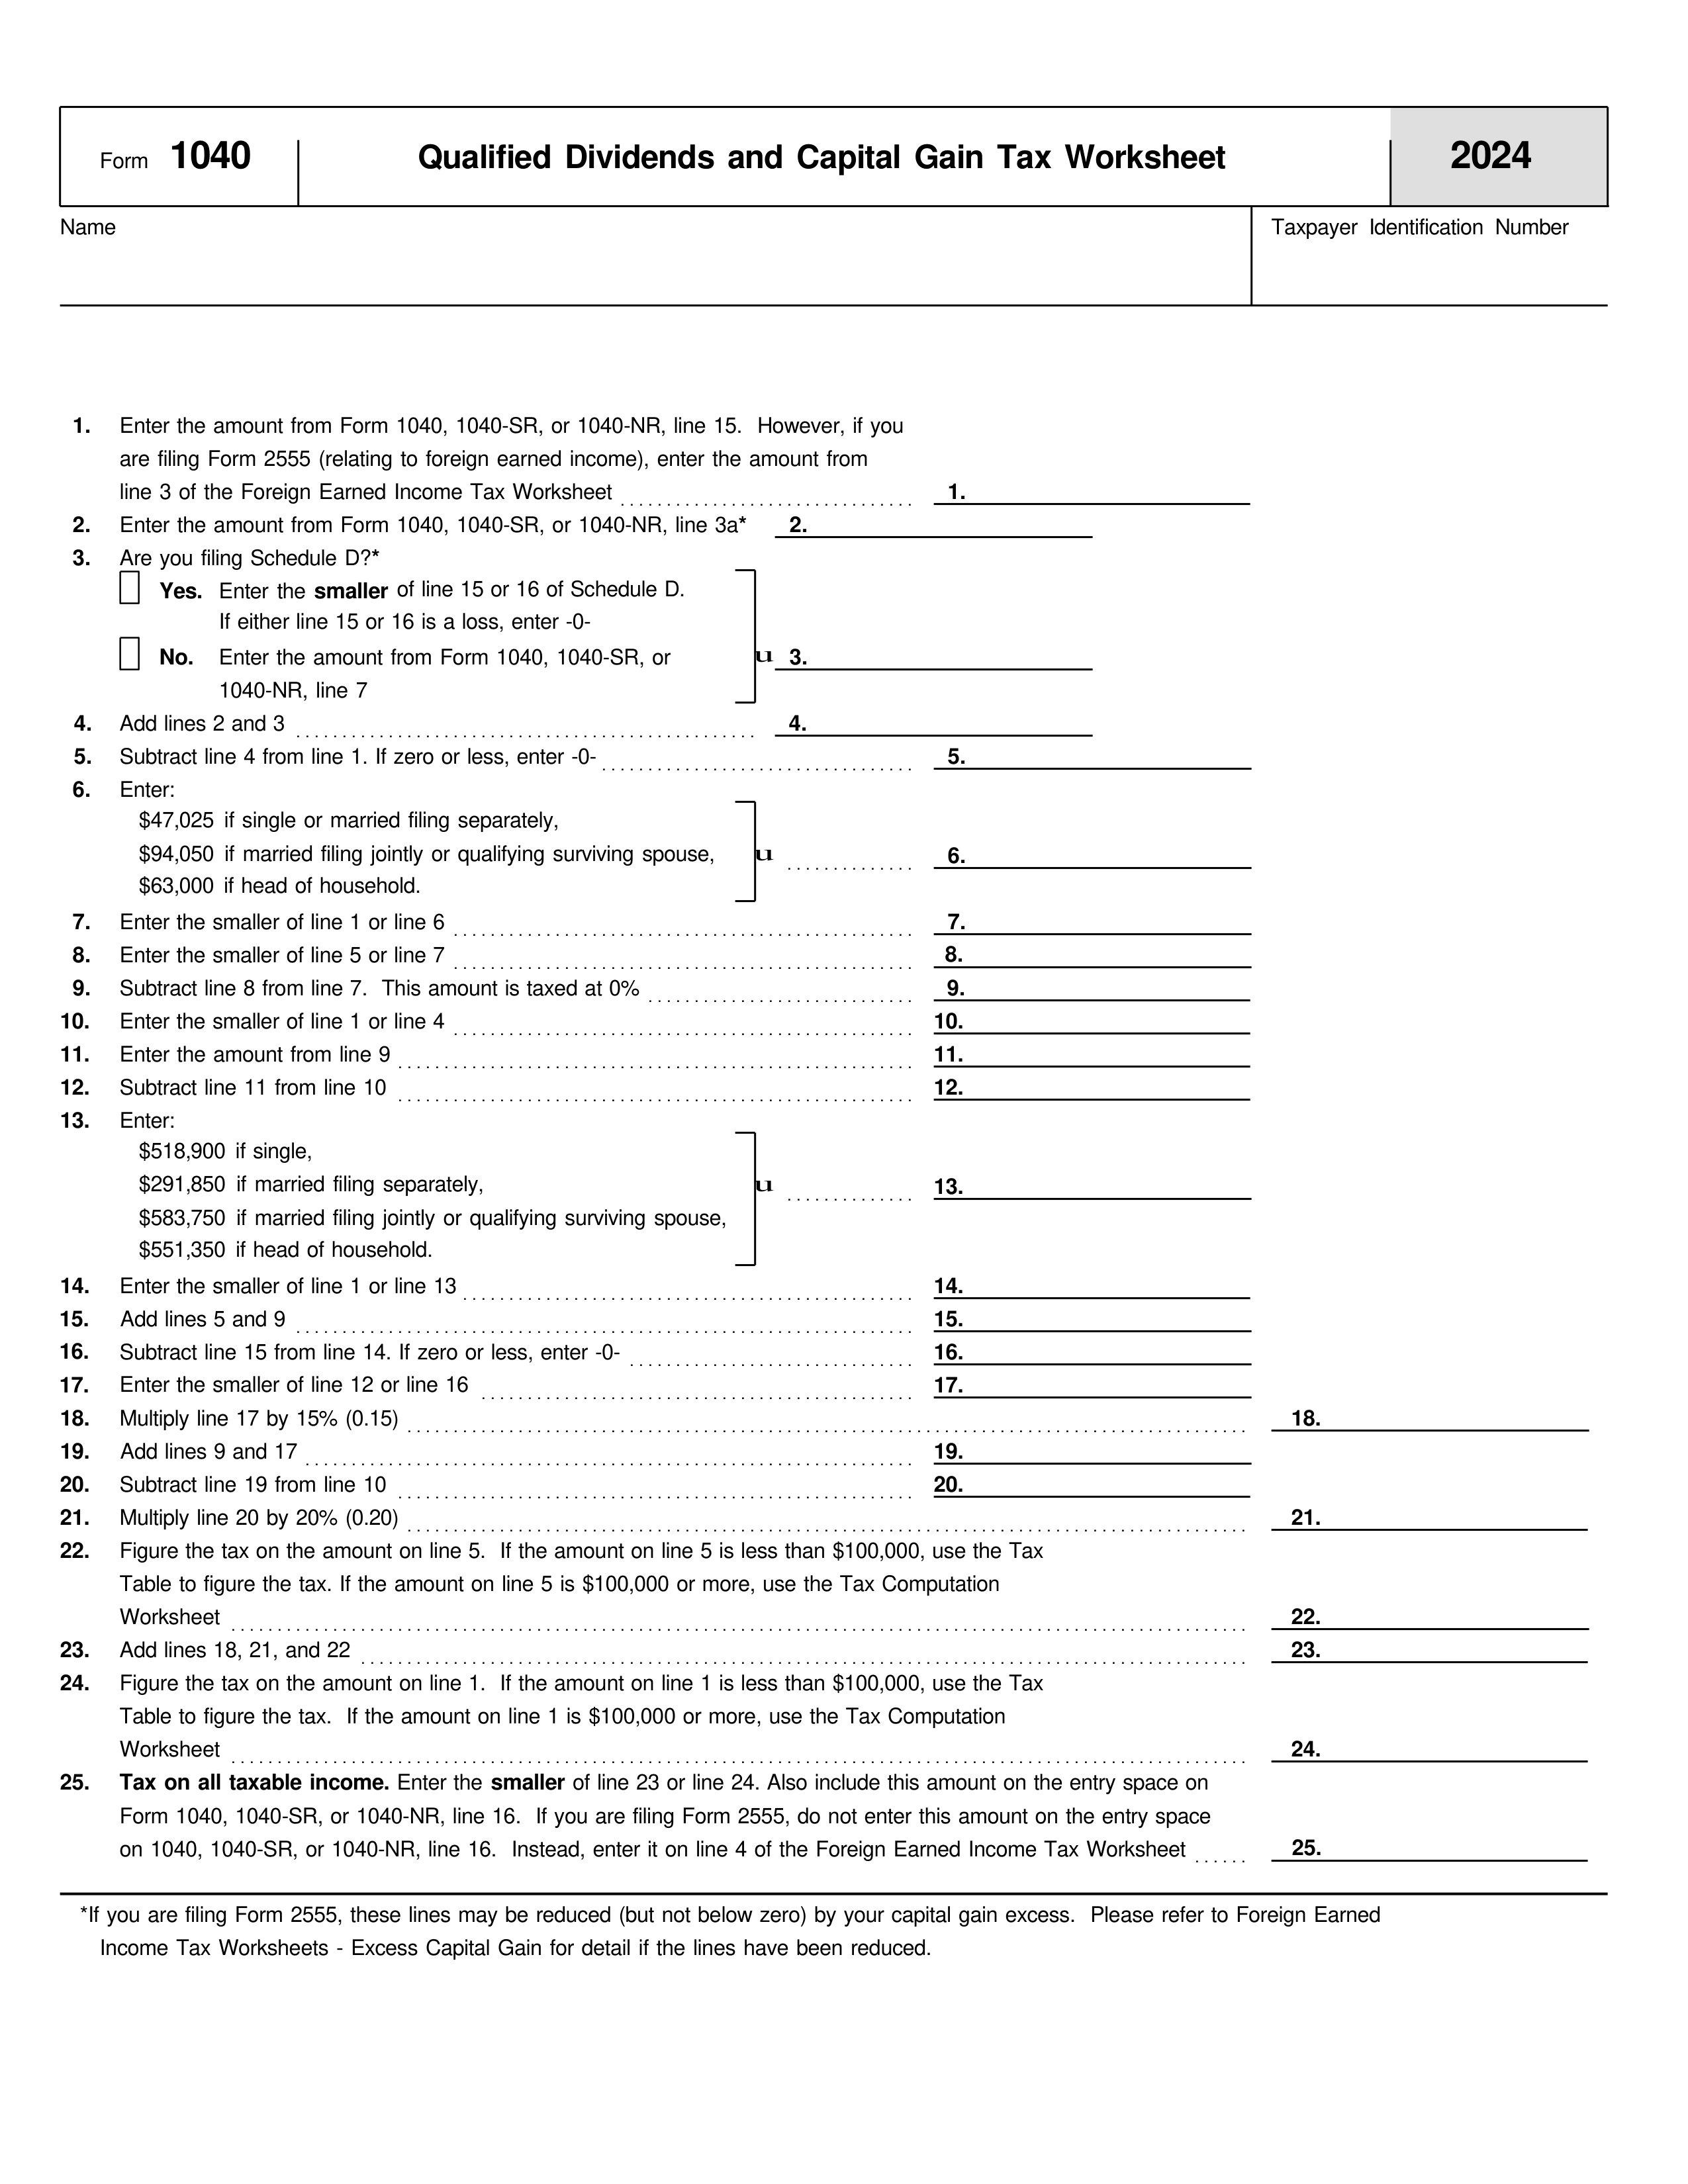 Form 1040 Qualified Dividends and Capital Gain Tax Worksheet 2024
Name Taxpayer Identification Number
1. Enter the amount from Form 1040, 1040-SR, or 1040-NR, line 15. However, if you
are filing Form 2555 (relating to foreign earned income), enter the amount from
line 3 of the Foreign Earned Income Tax Worksheet 1.
2. Enter the amount from Form 1040, 1040-SR, or 1040-NR, line 3a* 2.
3. Are you filing Schedule D?*
Yes. Enter the smaller of line 15 or 16 of Schedule D.
If either line 15 or 16 is a loss, enter -0-
No. Enter the amount from Form 1040, 1040-SR, or u 3.
1040-NR, line 7
4. Add lines 2 and 3 4.
5. Subtract line 4 from line 1. If zero or less, enter -0- 5.
6. Enter:
$47,025 if single or married filing separately,
$94,050 if married filing jointly or qualifying surviving spouse, u 6.
$63,000 if head of household.
7. Enter the smaller of line 1 or line 6 7.
8. Enter the smaller of line 5 or line 7 8.
9. Subtract line 8 from line 7. This amount is taxed at 0% 9.
10. Enter the smaller of line 1 or line 4 10.
11. Enter the amount from line 9 11.
12. Subtract line 11 from line 10 12.
13. Enter:
$518,900 if single,
$291,850 if married filing separately, u 13.
$583,750 if married filing jointly or qualifying surviving spouse,
$551,350 if head of household.
14. Enter the smaller of line 1 or line 13 14.
15. Add lines 5 and 9 15.
16. Subtract line 15 from line 14. If zero or less, enter -0- 16.
17. Enter the smaller of line 12 or line 16 17.
18. Multiply line 17 by 15% (0.15) 18.
19. Add lines 9 and 17 19.
20. Subtract line 19 from line 10 20.
21. Multiply line 20 by 20% (0.20) 21.
22. Figure the tax on the amount on line 5. If the amount on line 5 is less than $100,000, use the Tax
Table to figure the tax. If the amount on line 5 is $100,000 or more, use the Tax Computation
Worksheet 22.
23. Add lines 18, 21, and 22 23.
24. Figure the tax on the amount on line 1. If the amount on line 1 is less than $100,000, use the Tax
Table to figure the tax. If the amount on line 1 is $100,000 or more, use the Tax Computation
Worksheet 24.
25. Tax on all taxable income. Enter the smaller of line 23 or line 24. Also include this amount on the entry space on
Form 1040, 1040-SR, or 1040-NR, line 16. If you are filing Form 2555, do not enter this amount on the entry space
on 1040, 1040-SR, or 1040-NR, line 16. Instead, enter it on line 4 of the Foreign Earned Income Tax Worksheet 25.
*If you are filing Form 2555, these lines may be reduced (but not below zero) by your capital gain excess. Please refer to Foreign Earned
Income Tax Worksheets - Excess Capital Gain for detail if the lines have been reduced.